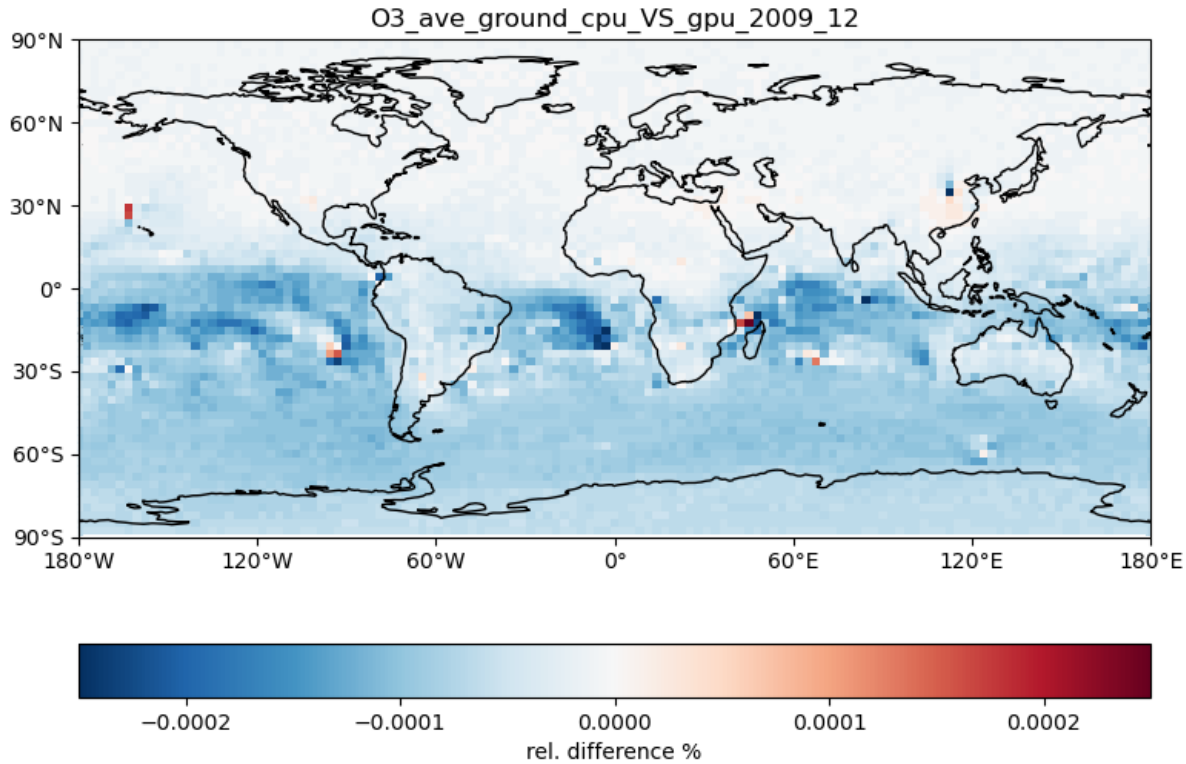 O3_ave_ground_cpu_VS_gpu_2009_12
90°N
60°N
30°N
0°
30°S
60°S
90°S
180°W 120°W 60°W 0° 60°E 120°E 180°E
−0.0002 −0.0001 0.0000 0.0001 0.0002
rel. difference %